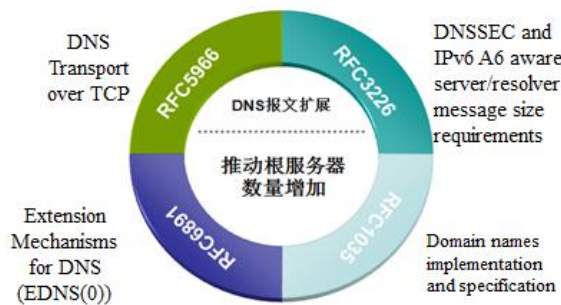 DNS
Transport
over TCP
RFC5966
RFC3226
DNSSEC and
IPv6 A6 aware
server/resolver
message size
requirements
DNS报文扩展
推动根服务器
数量增加
Extension
Mechanisms
for DNS
(EDNS(0))
RFC6891
RFC1035
Domain names
implementation
and specification